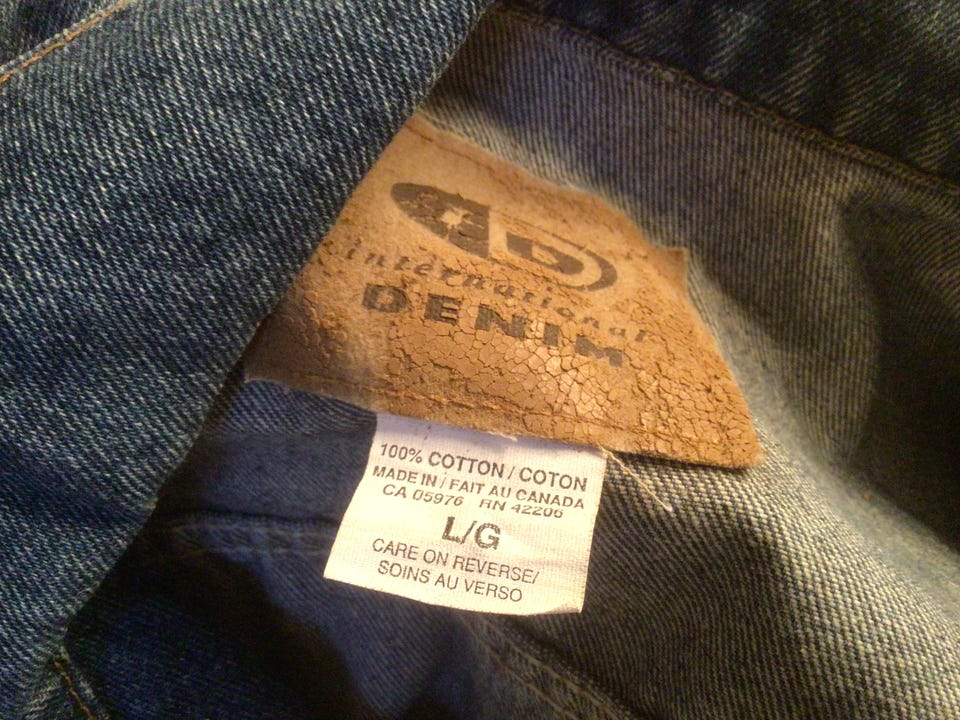 international
DENIM
100% COTTON / COTON
MADE IN / FAIT AU CANADA
CA 05976 RN 42206
L/G
CARE ON REVERSE/
SOINS AU VERSO